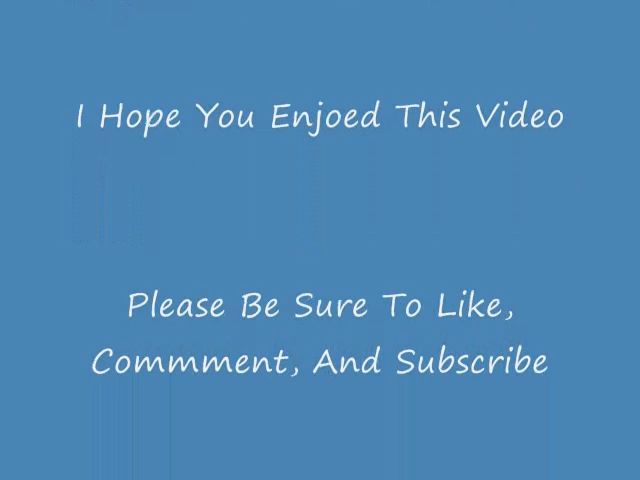 I Hope You Enjoed This Video
Please Be Sure To Like,
Commment, And Subscribe